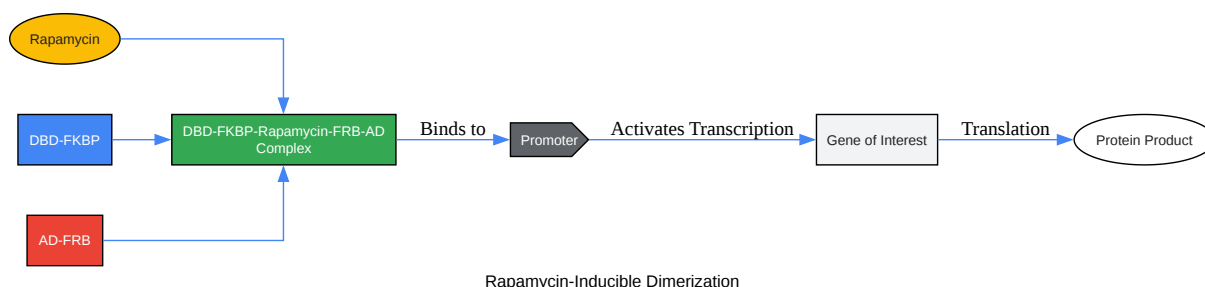 Rapamycin
DBD-FKBP
DBD-FKBP-Rapamycin-FRB-AD
Complex
Binds to
Promoter
Activates Transcription
Gene of Interest
Translation
Protein Product
AD-FRB
Rapamycin-Inducible Dimerization